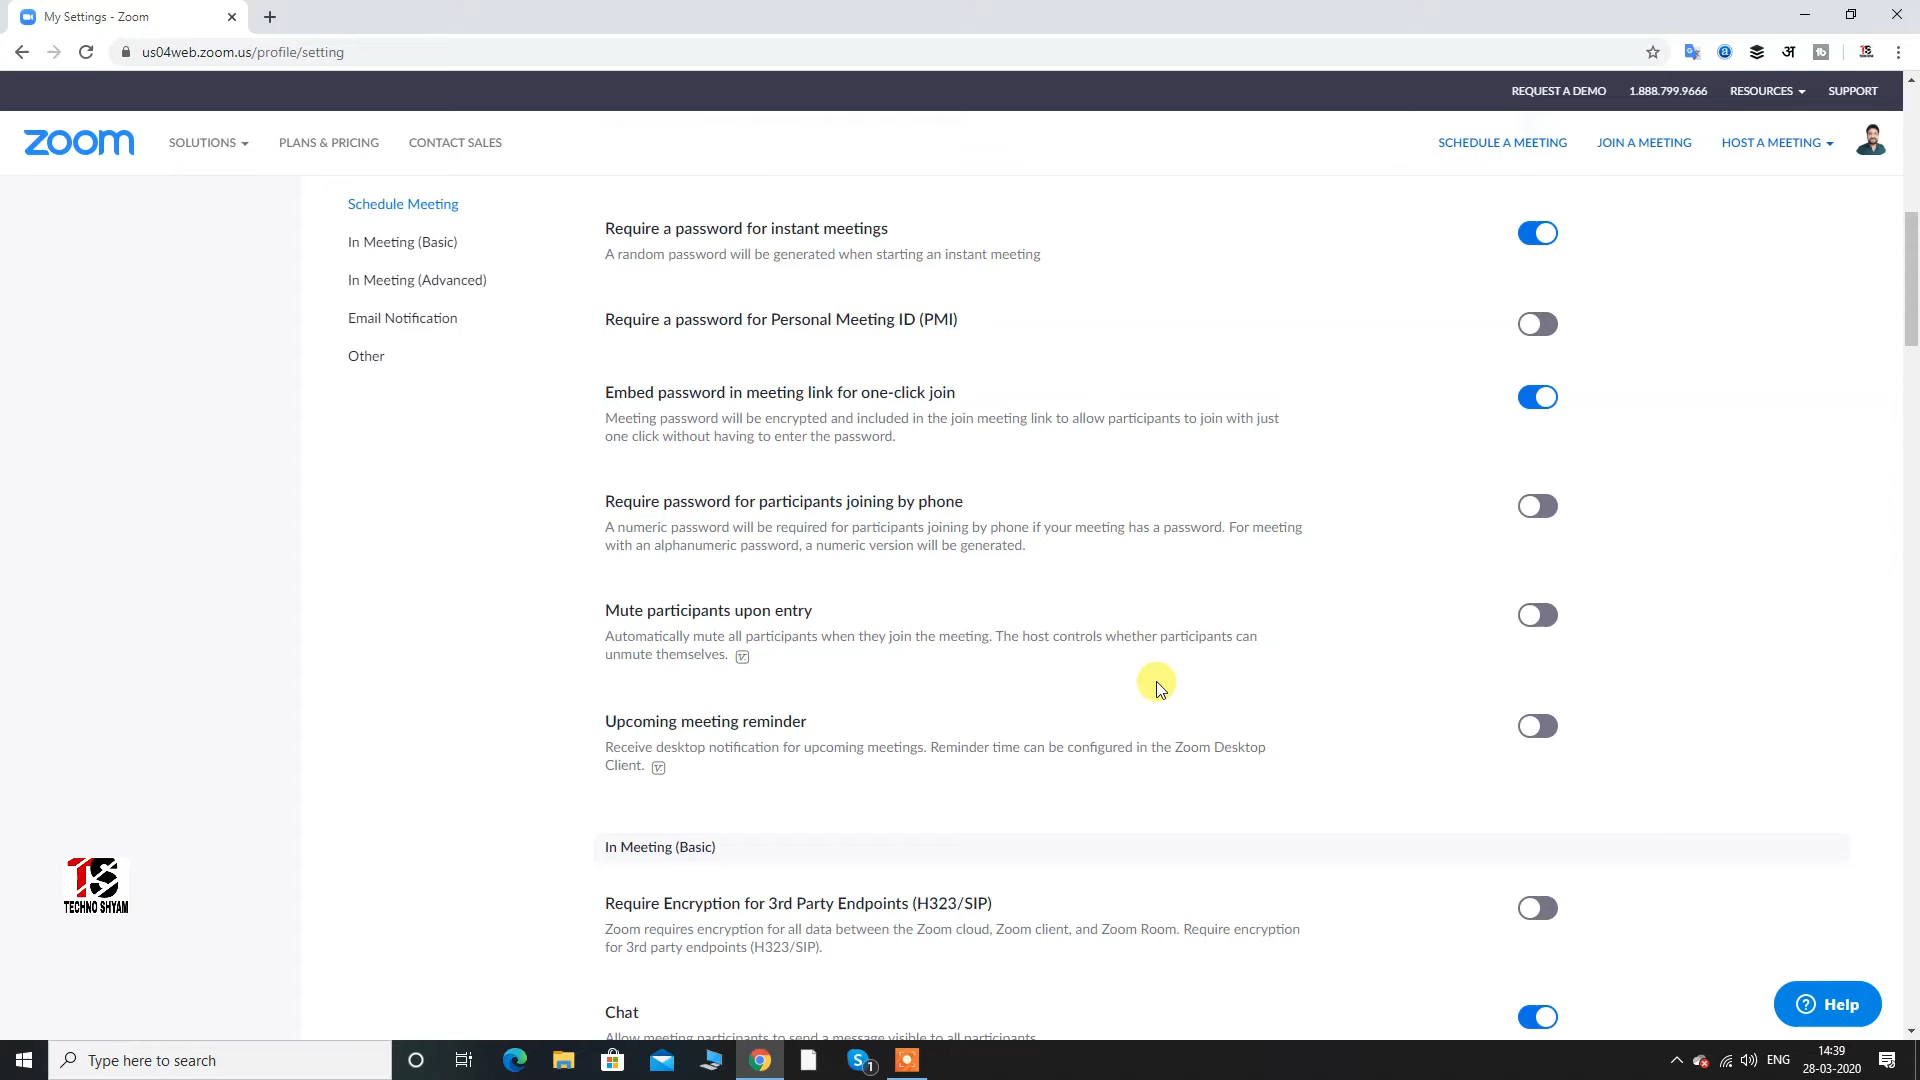 My Settings - Zoom
us04web.zoom.us/profile/setting
REQUEST A DEMO 1.888.799.9666 RESOURCES SUPPORT
zoom SOLUTIONS PLANS & PRICING CONTACT SALES SCHEDULE A MEETING JOIN A MEETING HOST A MEETING
Schedule Meeting
In Meeting (Basic)
In Meeting (Advanced)
Email Notification
Other
Require a password for instant meetings
A random password will be generated when starting an instant meeting
Require a password for Personal Meeting ID (PMI)
Embed password in meeting link for one-click join
Meeting password will be encrypted and included in the join meeting link to allow participants to join with just
one click without having to enter the password.
Require password for participants joining by phone
A numeric password will be required for participants joining by phone if your meeting has a password. For meeting
with an alphanumeric password, a numeric version will be generated.
Mute participants upon entry
Automatically mute all participants when they join the meeting. The host controls whether participants can
unmute themselves.
Upcoming meeting reminder
Receive desktop notification for upcoming meetings. Reminder time can be configured in the Zoom Desktop
Client.
In Meeting (Basic)
Require Encryption for 3rd Party Endpoints (H323/SIP)
Zoom requires encryption for all data between the Zoom cloud, Zoom client, and Zoom Room. Require encryption
for 3rd party endpoints (H323/SIP).
Chat
Allow meeting participants to send a message visible to all participants
Help
TS
TECHNO SHYAM
Type here to search
ENG
14:39
28-03-2020